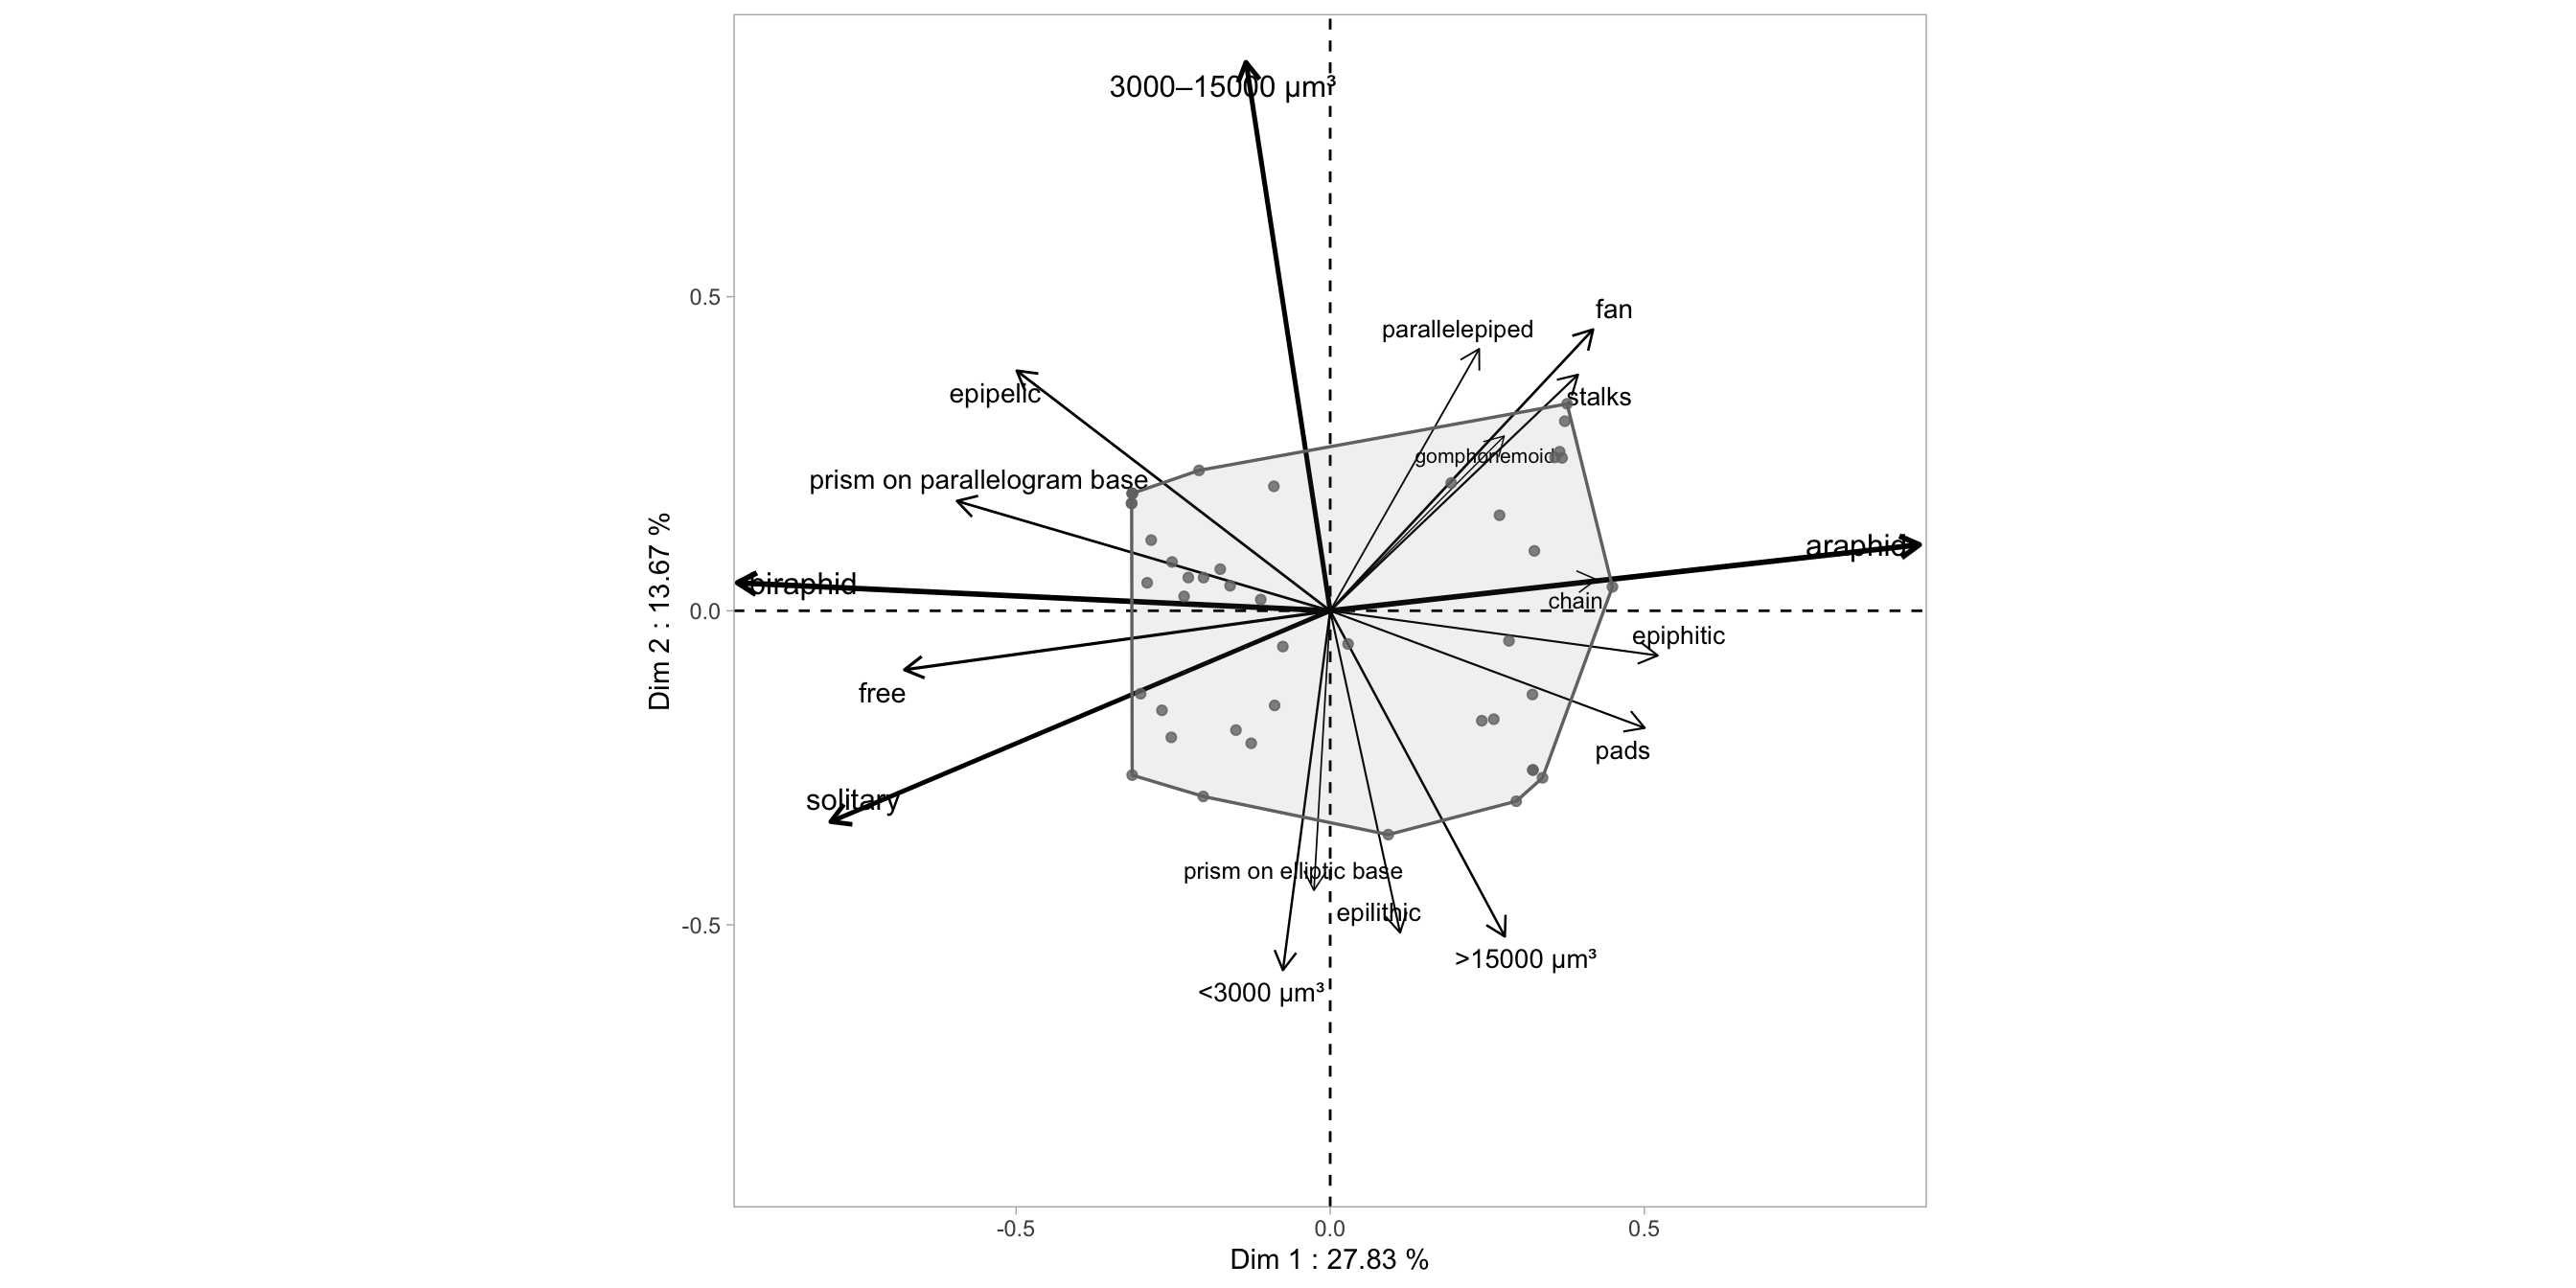 3000–15000 µm³
0.5
fan
parallelepiped
epipelic
stalks
gomphonemoid
prism on parallelogram base
araphid
biraphid
chain
0.0
epiphitic
free
pads
solitary
prism on elliptic base
epilithic
-0.5
>15000 µm³
<3000 µm³
Dim 2 : 13.67 %
-0.5
0.0
0.5
Dim 1 : 27.83 %